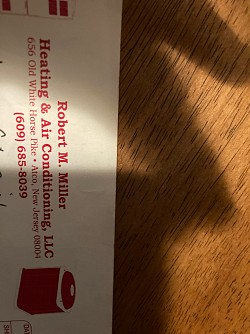 Robert M. Miller
Heating & Air Conditioning, LLC
656 Old White Horse Pike • Atco, New Jersey 08004
(609) 685-8039